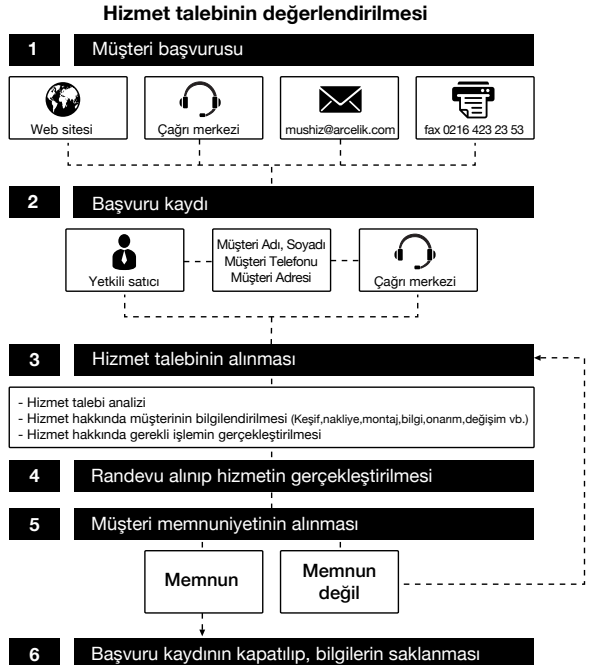 Hizmet talebinin değerlendirilmesi
1 Müşteri başvurusu
Web sitesi
Çağrı merkezi
mushiz@arcelik.com
fax 0216 423 23 53
2 Başvuru kaydı
Yetkili satıcı
Müşteri Adı, Soyadı
Müşteri Telefonu
Müşteri Adresi
Çağrı merkezi
3 Hizmet talebinin alınması
- Hizmet talebi analizi
- Hizmet hakkında müşterinin bilgilendirilmesi (Keşif,nakliye,montaj,bilgi,onarım,değişim vb.)
- Hizmet hakkında gerekli işlemin gerçekleştirilmesi
4 Randevu alınıp hizmetin gerçekleştirilmesi
5 Müşteri memnuniyetinin alınması
Memnun
Memnun
değil
6 Başvuru kaydının kapatılıp, bilgilerin saklanması